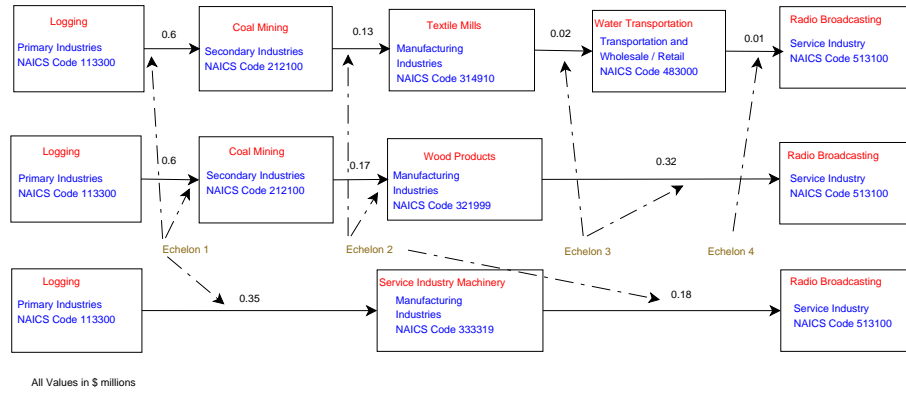 Logging
Primary Industries
NAICS Code 113300
0.6
Coal Mining
Secondary Industries
NAICS Code 212100
0.13
Textile Mills
Manufacturing
Industries
NAICS Code 314910
0.02
Water Transportation
Transportation and
Wholesale / Retail
NAICS Code 483000
0.01
Radio Broadcasting
Service Industry
NAICS Code 513100
Logging
Primary Industries
NAICS Code 113300
0.6
Coal Mining
Secondary Industries
NAICS Code 212100
0.17
Wood Products
Manufacturing
Industries
NAICS Code 321999
0.32
Radio Broadcasting
Service Industry
NAICS Code 513100
Echelon 1
Echelon 2
Echelon 3
Echelon 4
Logging
Primary Industries
NAICS Code 113300
0.35
Service Industry Machinery
Manufacturing
Industries
NAICS Code 333319
0.18
Radio Broadcasting
Service Industry
NAICS Code 513100
All Values in $ millions